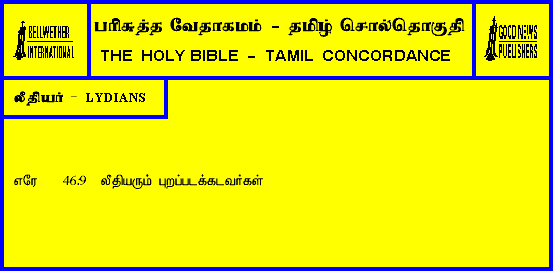 BELLWETHER
INTERNATIONAL
பரிசுத்த வேதாகமம் - தமிழ் சொல்தொகுதி
THE HOLY BIBLE - TAMIL CONCORDANCE
GOOD NEWS
PUBLISHERS
லீதியர் - LYDIANS
எரே 46.9 லீதியரும் புறப்படக்கடவர்கள்